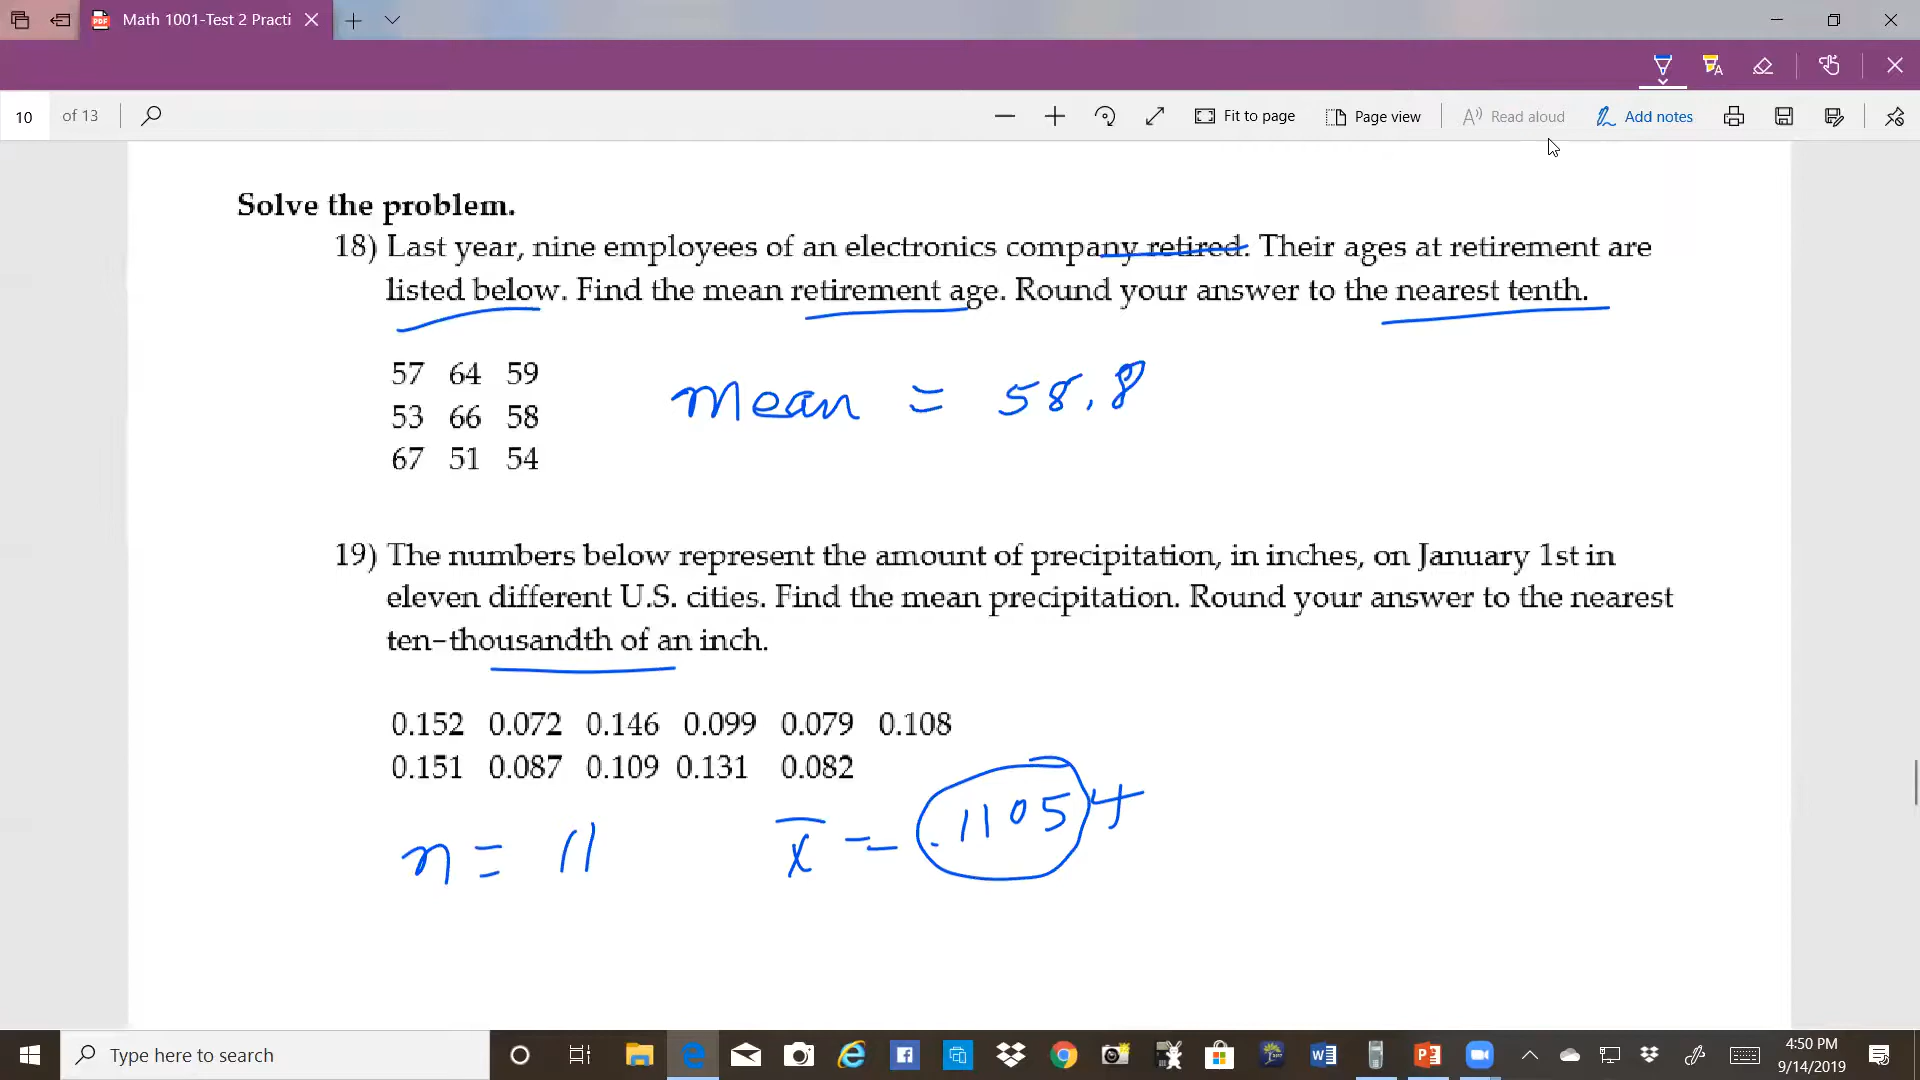 Math 1001-Test 2 Practi
10 of 13
Fit to page
Page view
Read aloud
Add notes
Solve the problem.
18) Last year, nine employees of an electronics company retired. Their ages at retirement are
listed below. Find the mean retirement age. Round your answer to the nearest tenth.
57 64 59
53 66 58
67 51 54
Mean = 58.8
19) The numbers below represent the amount of precipitation, in inches, on January 1st in
eleven different U.S. cities. Find the mean precipitation. Round your answer to the nearest
ten-thousandth of an inch.
0.152 0.072 0.146 0.099 0.079 0.108
0.151 0.087 0.109 0.131 0.082
n = 11
x̅ = .11054
Type here to search
4:50 PM
9/14/2019